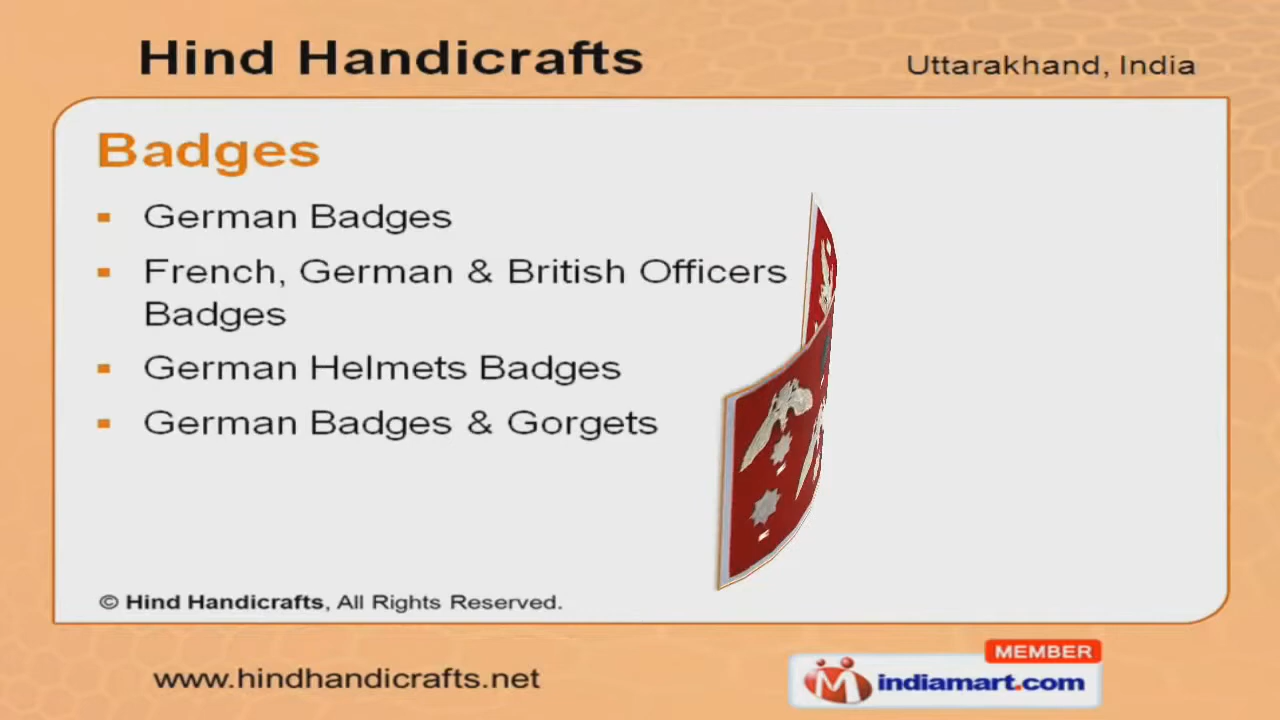 Hind Handicrafts
Uttarakhand, India
Badges
German Badges
French, German & British Officers
Badges
German Helmets Badges
German Badges & Gorgets
© Hind Handicrafts, All Rights Reserved.
www.hindhandicrafts.net
MEMBER
indiamart.com